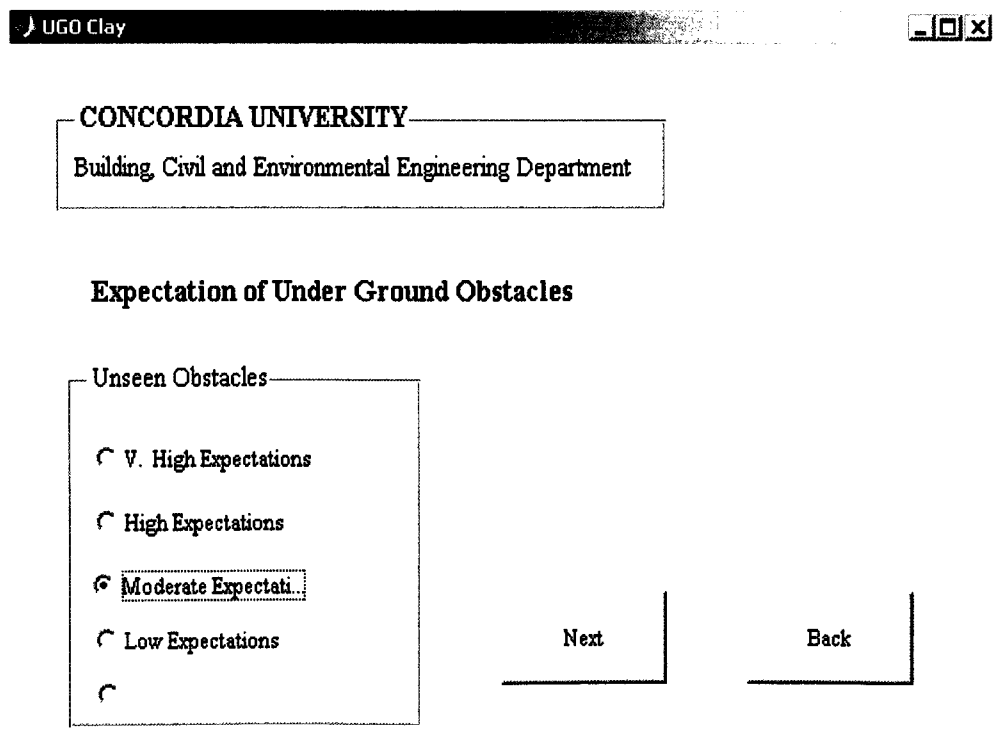 UGO Clay
CONCORDIA UNIVERSITY
Building, Civil and Environmental Engineering Department
Expectation of Under Ground Obstacles
Unseen Obstacles
V. High Expectations
High Expectations
Moderate Expectati...
Low Expectations
Next
Back